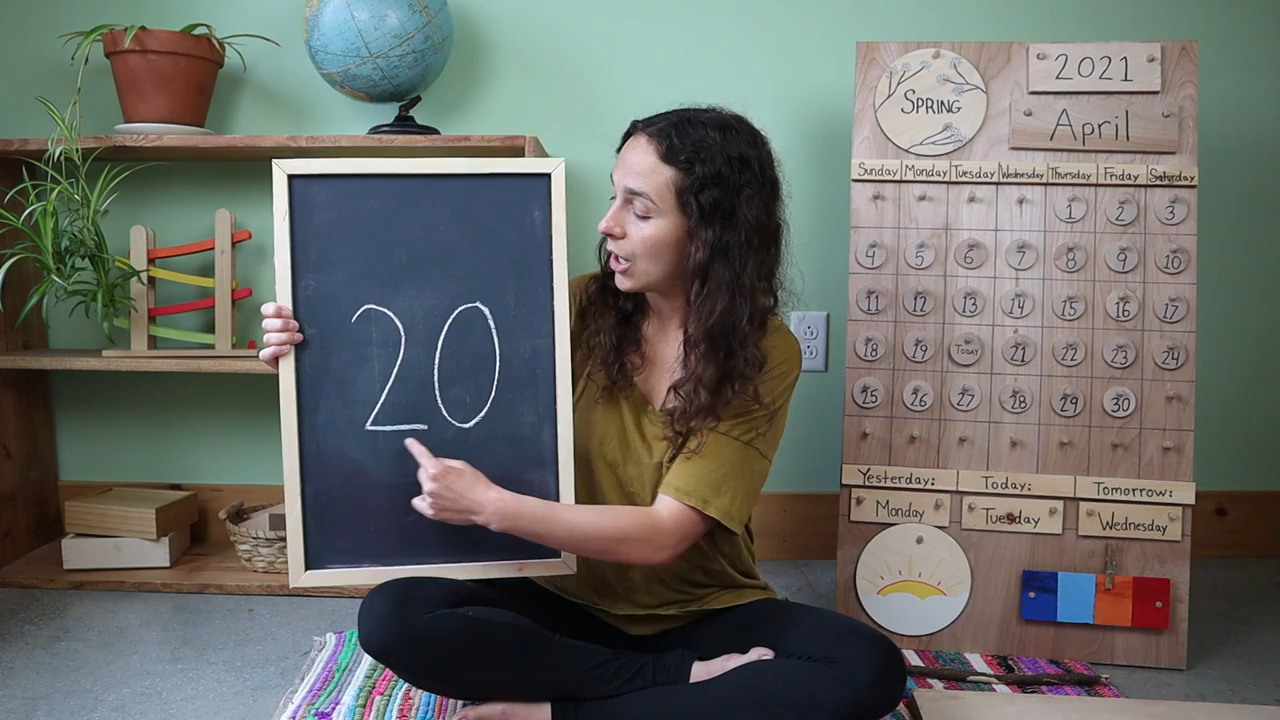 20
SPRING
2021
April
Sunday Monday Tuesday Wednesday Thursday Friday Saturday
1 2 3
4 5 6 7 8 9 10
11 12 13 14 15 16 17
18 19 TODAY 21 22 23 24
25 26 27 28 29 30
Yesterday: Today: Tomorrow:
Monday Tuesday Wednesday